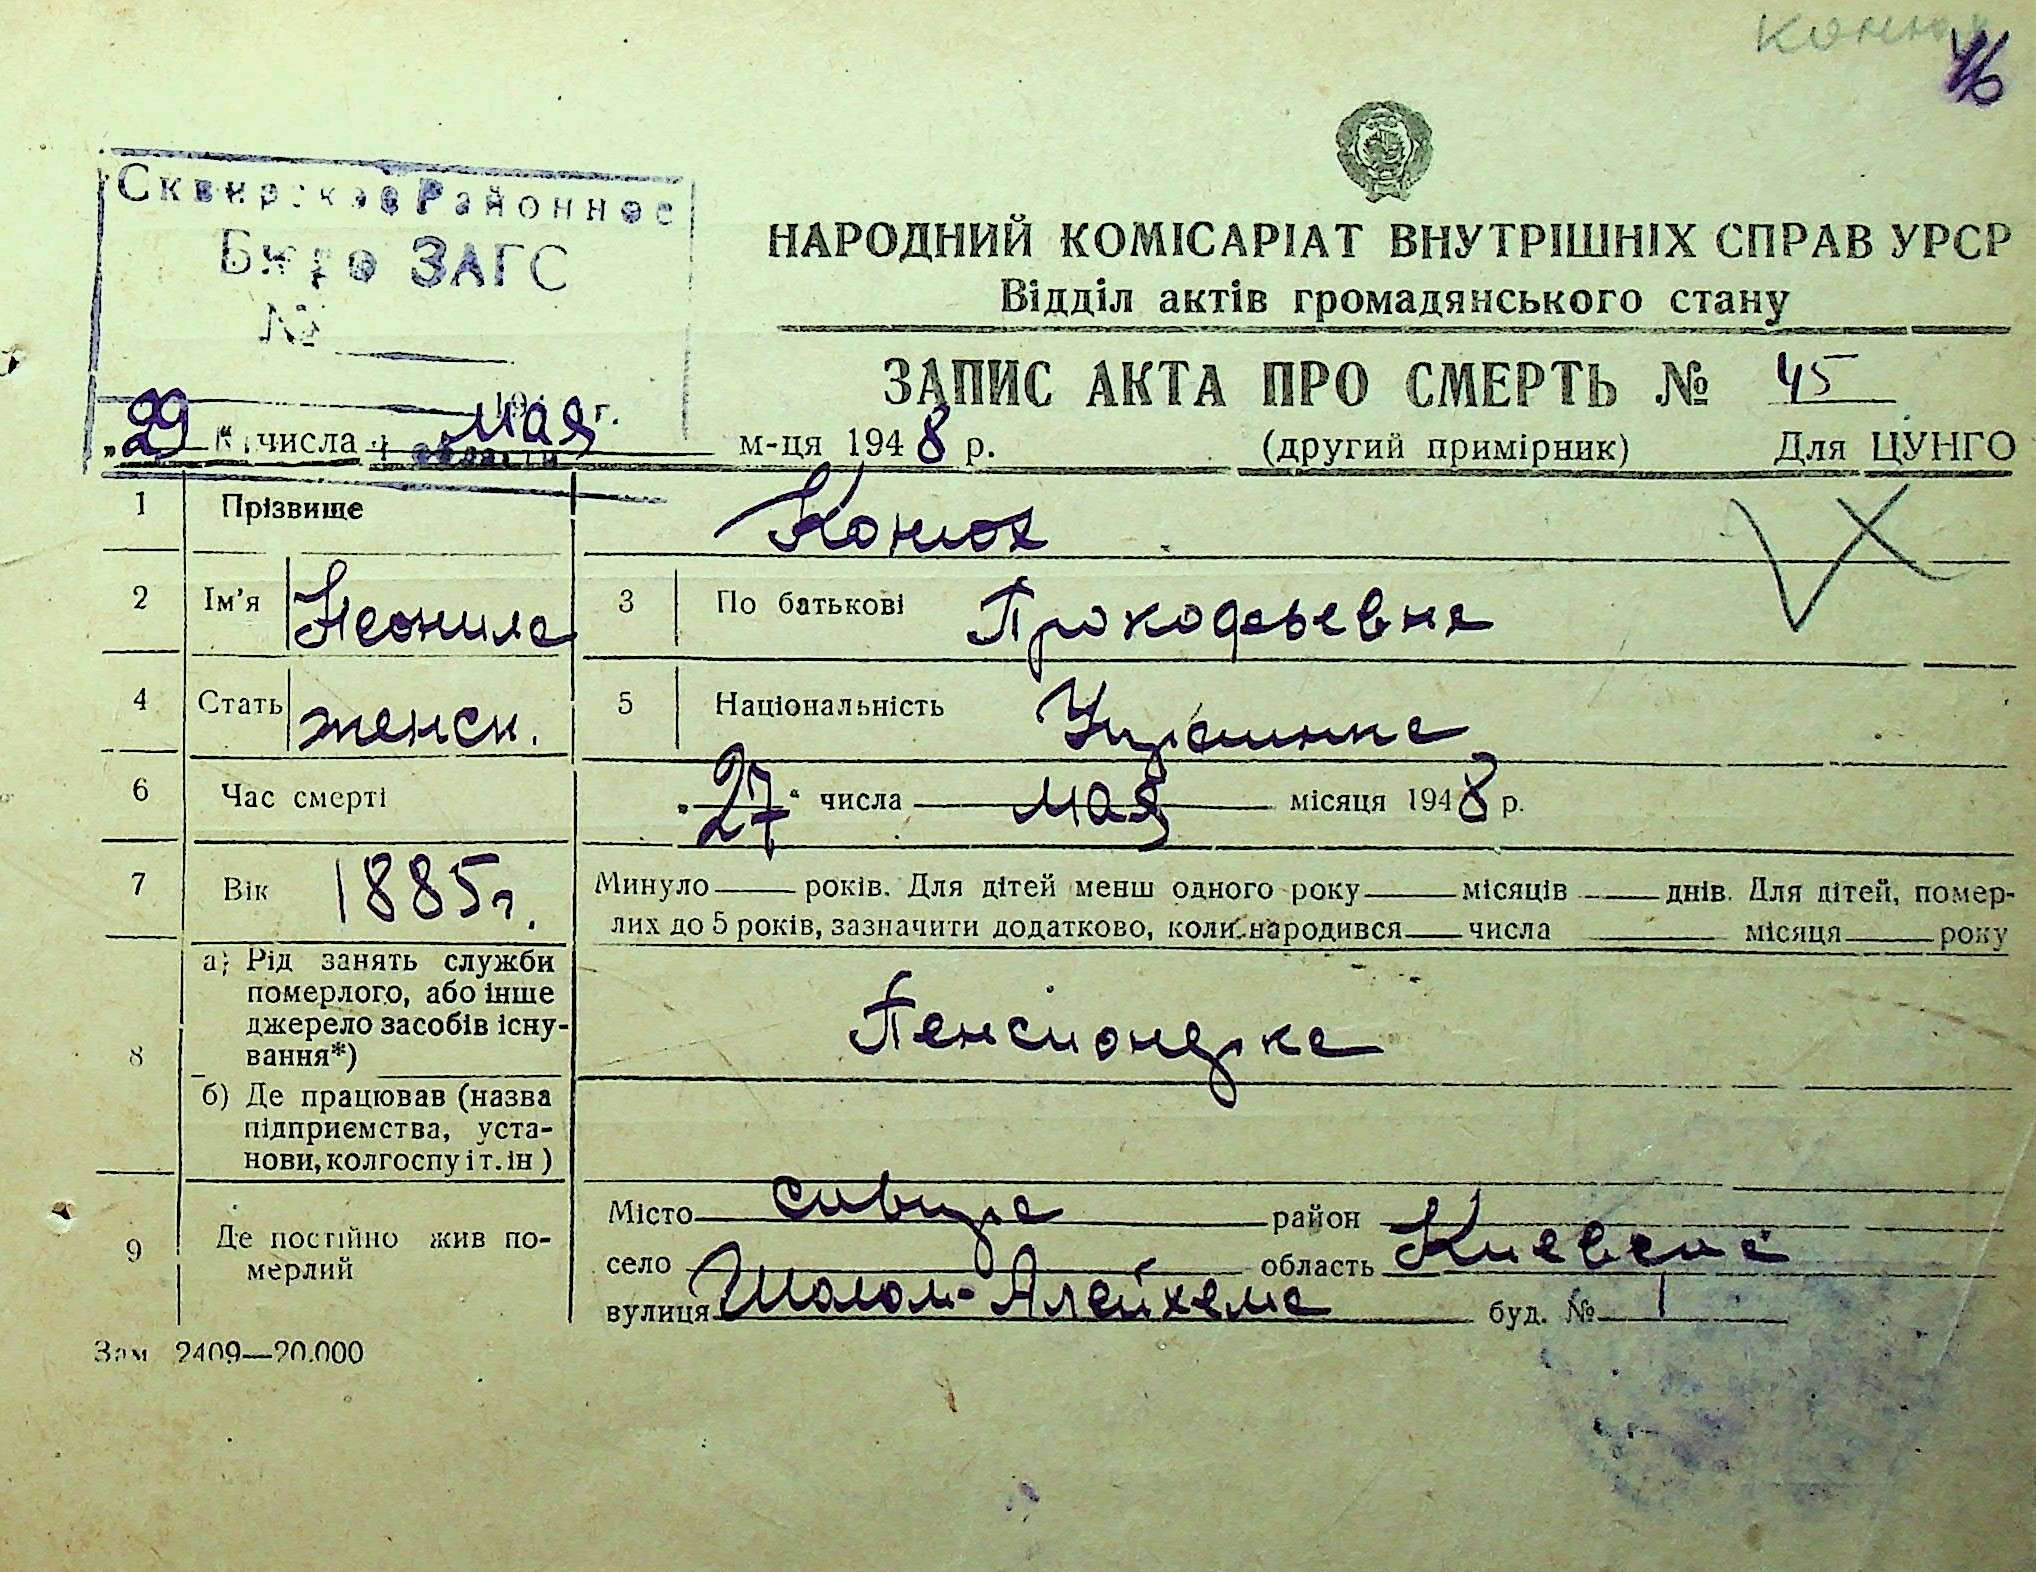 Конюх
46
Сквирское Районное
Бюро ЗАГС
№
НАРОДНИЙ КОМІСАРІАТ ВНУТРІШНІХ СПРАВ УРСР
Відділ актів громадянського стану
ЗАПИС АКТА ПРО СМЕРТЬ № 45
„29 числа мая м-ця 1948 р. (другий примірник) Для ЦУНГО
области
1 Прізвище Конюх
2 Ім’я Неонила 3 По батькові Прокофьевна
4 Стать женск. 5 Національність Украинка
6 Час смерті „27“ числа мая місяця 1948 р.
7 Вік 1885 г. Минуло — років. Для дітей менш одного року — місяців — днів. Для дітей, помер-
лих до 5 років, зазначити додатково, коли народився — числа — місяця — року
8 а) Рід занять служби
померлого, або інше
джерело засобів існу-
вання*) Пенсионерка
б) Де працював (назва
підприємства, уста-
нови, колгоспу і т. ін)
9 Де постійно жив по-
мерлий
Місто Сквира район
село область Киевска
вулиця Шолом-Алейхема буд. № 1
Зам 2409—20.000